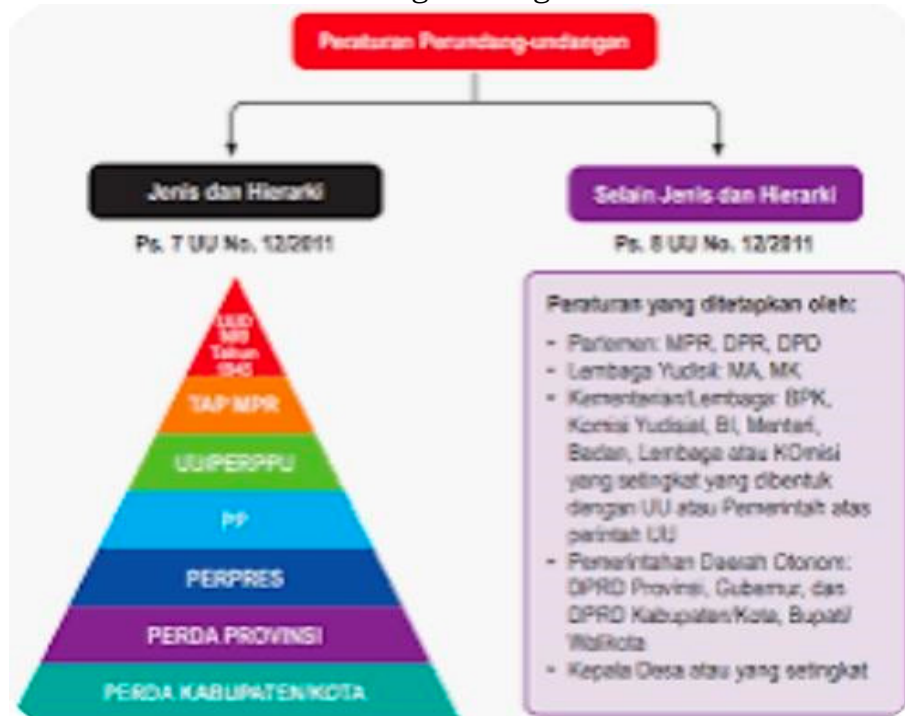 Peraturan Perundang-undangan
Jenis dan Hierarki
Ps. 7 UU No. 12/2011
UUD
NRI
Tahun
1945
TAP MPR
UU/PERPPU
PP
PERPRES
PERDA PROVINSI
PERDA KABUPATEN/KOTA
Selain Jenis dan Hierarki
Ps. 8 UU No. 12/2011
Peraturan yang ditetapkan oleh:
- Parlemen: MPR, DPR, DPD
- Lembaga Yudisil: MA, MK
- Kementerian/Lembaga: BPK,
Komisi Yudisial, BI, Menteri,
Badan, Lembaga atau KOmisi
yang setingkat yang dibentuk
dengan UU atau Pemerintah atas
perintah UU
- Pemerintahan Daerah Otonom:
DPRD Provinsi, Gubernur, dan
DPRD Kabupaten/Kota, Bupati/
Walikota
- Kepala Desa atau yang setingkat